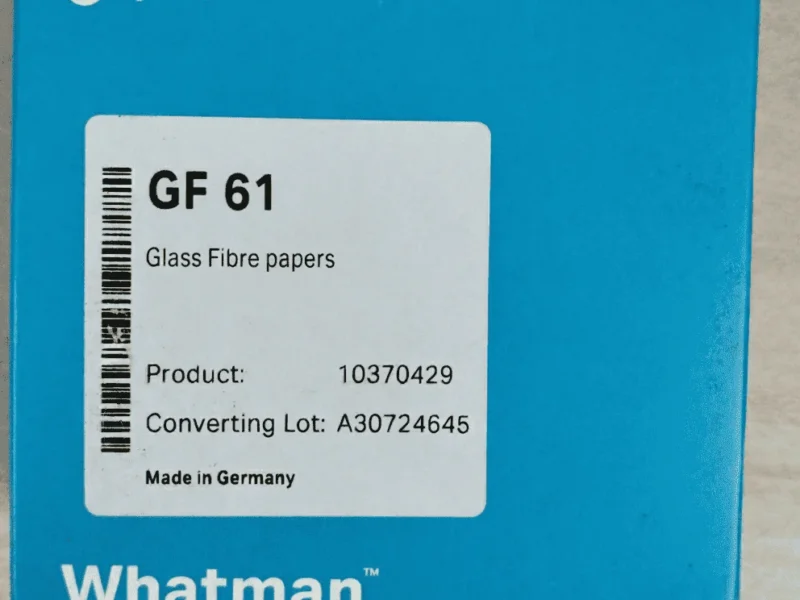 GF 61
Glass Fibre papers
Product: 10370429
Converting Lot: A30724645
Made in Germany
Whatman™